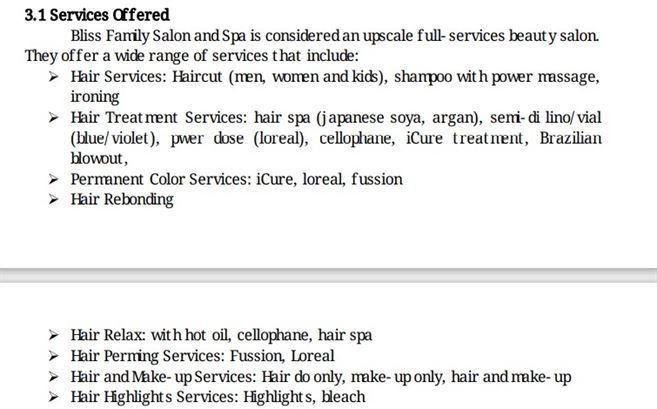 3.1 Services Offered
Bliss Family Salon and Spa is considered an upscale full-services beauty salon.
They offer a wide range of services that include:
➢ Hair Services: Haircut (men, women and kids), shampoo with power massage,
ironing
➢ Hair Treatment Services: hair spa (japanese soya, argan), semi-di lino/vial
(blue/violet), pwer dose (loreal), cellophane, iCure treatment, Brazilian
blowout,
➢ Permanent Color Services: iCure, loreal, fussion
➢ Hair Rebonding
➢ Hair Relax: with hot oil, cellophane, hair spa
➢ Hair Perming Services: Fussion, Loreal
➢ Hair and Make-up Services: Hair do only, make-up only, hair and make-up
➢ Hair Highlights Services: Highlights, bleach